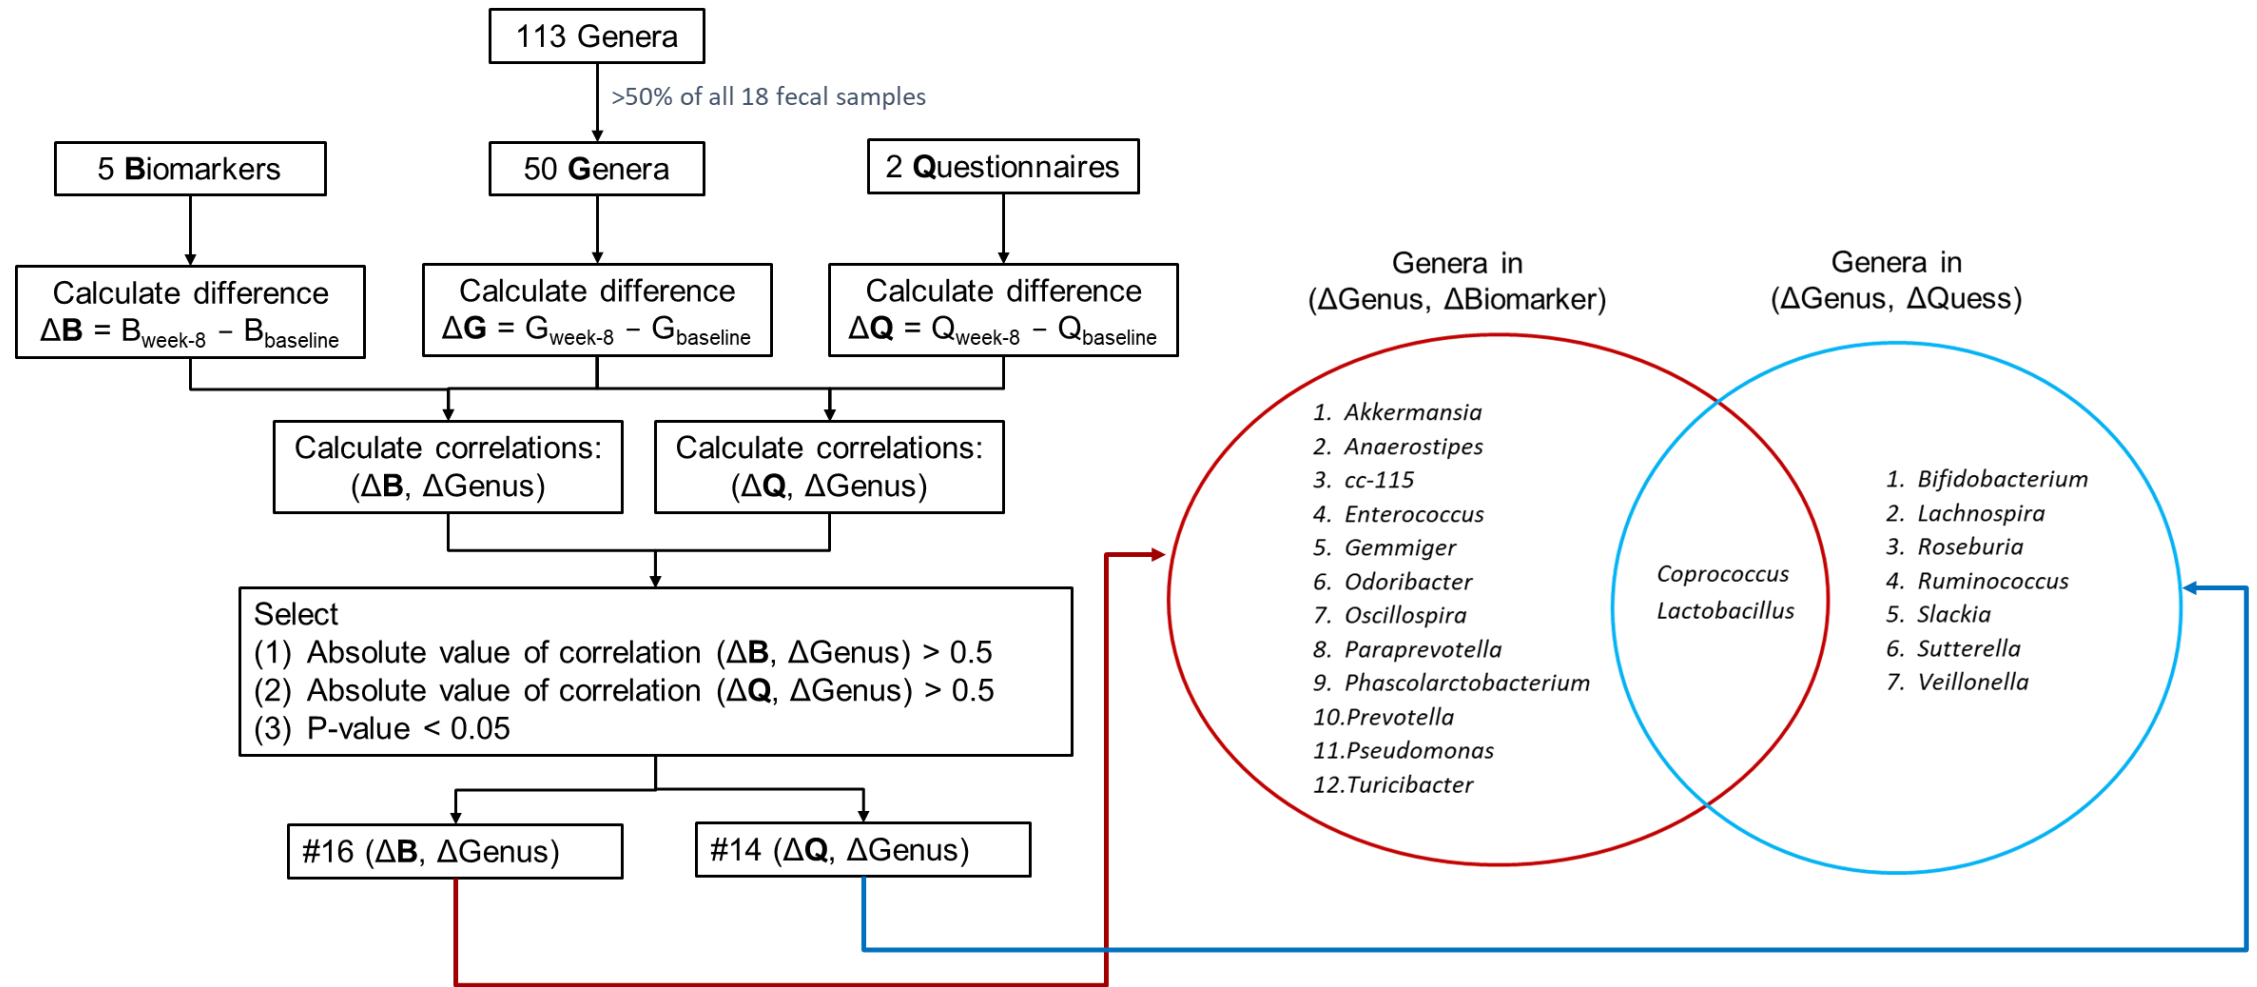 113 Genera
>50% of all 18 fecal samples
5 Biomarkers
50 Genera
2 Questionnaires
Calculate difference
ΔB = Bweek-8 – Bbaseline
Calculate difference
ΔG = Gweek-8 – Gbaseline
Calculate difference
ΔQ = Qweek-8 – Qbaseline
Calculate correlations:
(ΔB, ΔGenus)
Calculate correlations:
(ΔQ, ΔGenus)
Select
(1) Absolute value of correlation (ΔB, ΔGenus) > 0.5
(2) Absolute value of correlation (ΔQ, ΔGenus) > 0.5
(3) P-value < 0.05
#16 (ΔB, ΔGenus)
#14 (ΔQ, ΔGenus)
Genera in
(ΔGenus, ΔBiomarker)
Genera in
(ΔGenus, ΔQuess)
1. Akkermansia
2. Anaerostipes
3. cc-115
4. Enterococcus
5. Gemmiger
6. Odoribacter
7. Oscillospira
8. Paraprevotella
9. Phascolarctobacterium
10.Prevotella
11.Pseudomonas
12.Turicibacter
Coprococcus
Lactobacillus
1. Bifidobacterium
2. Lachnospira
3. Roseburia
4. Ruminococcus
5. Slackia
6. Sutterella
7. Veillonella